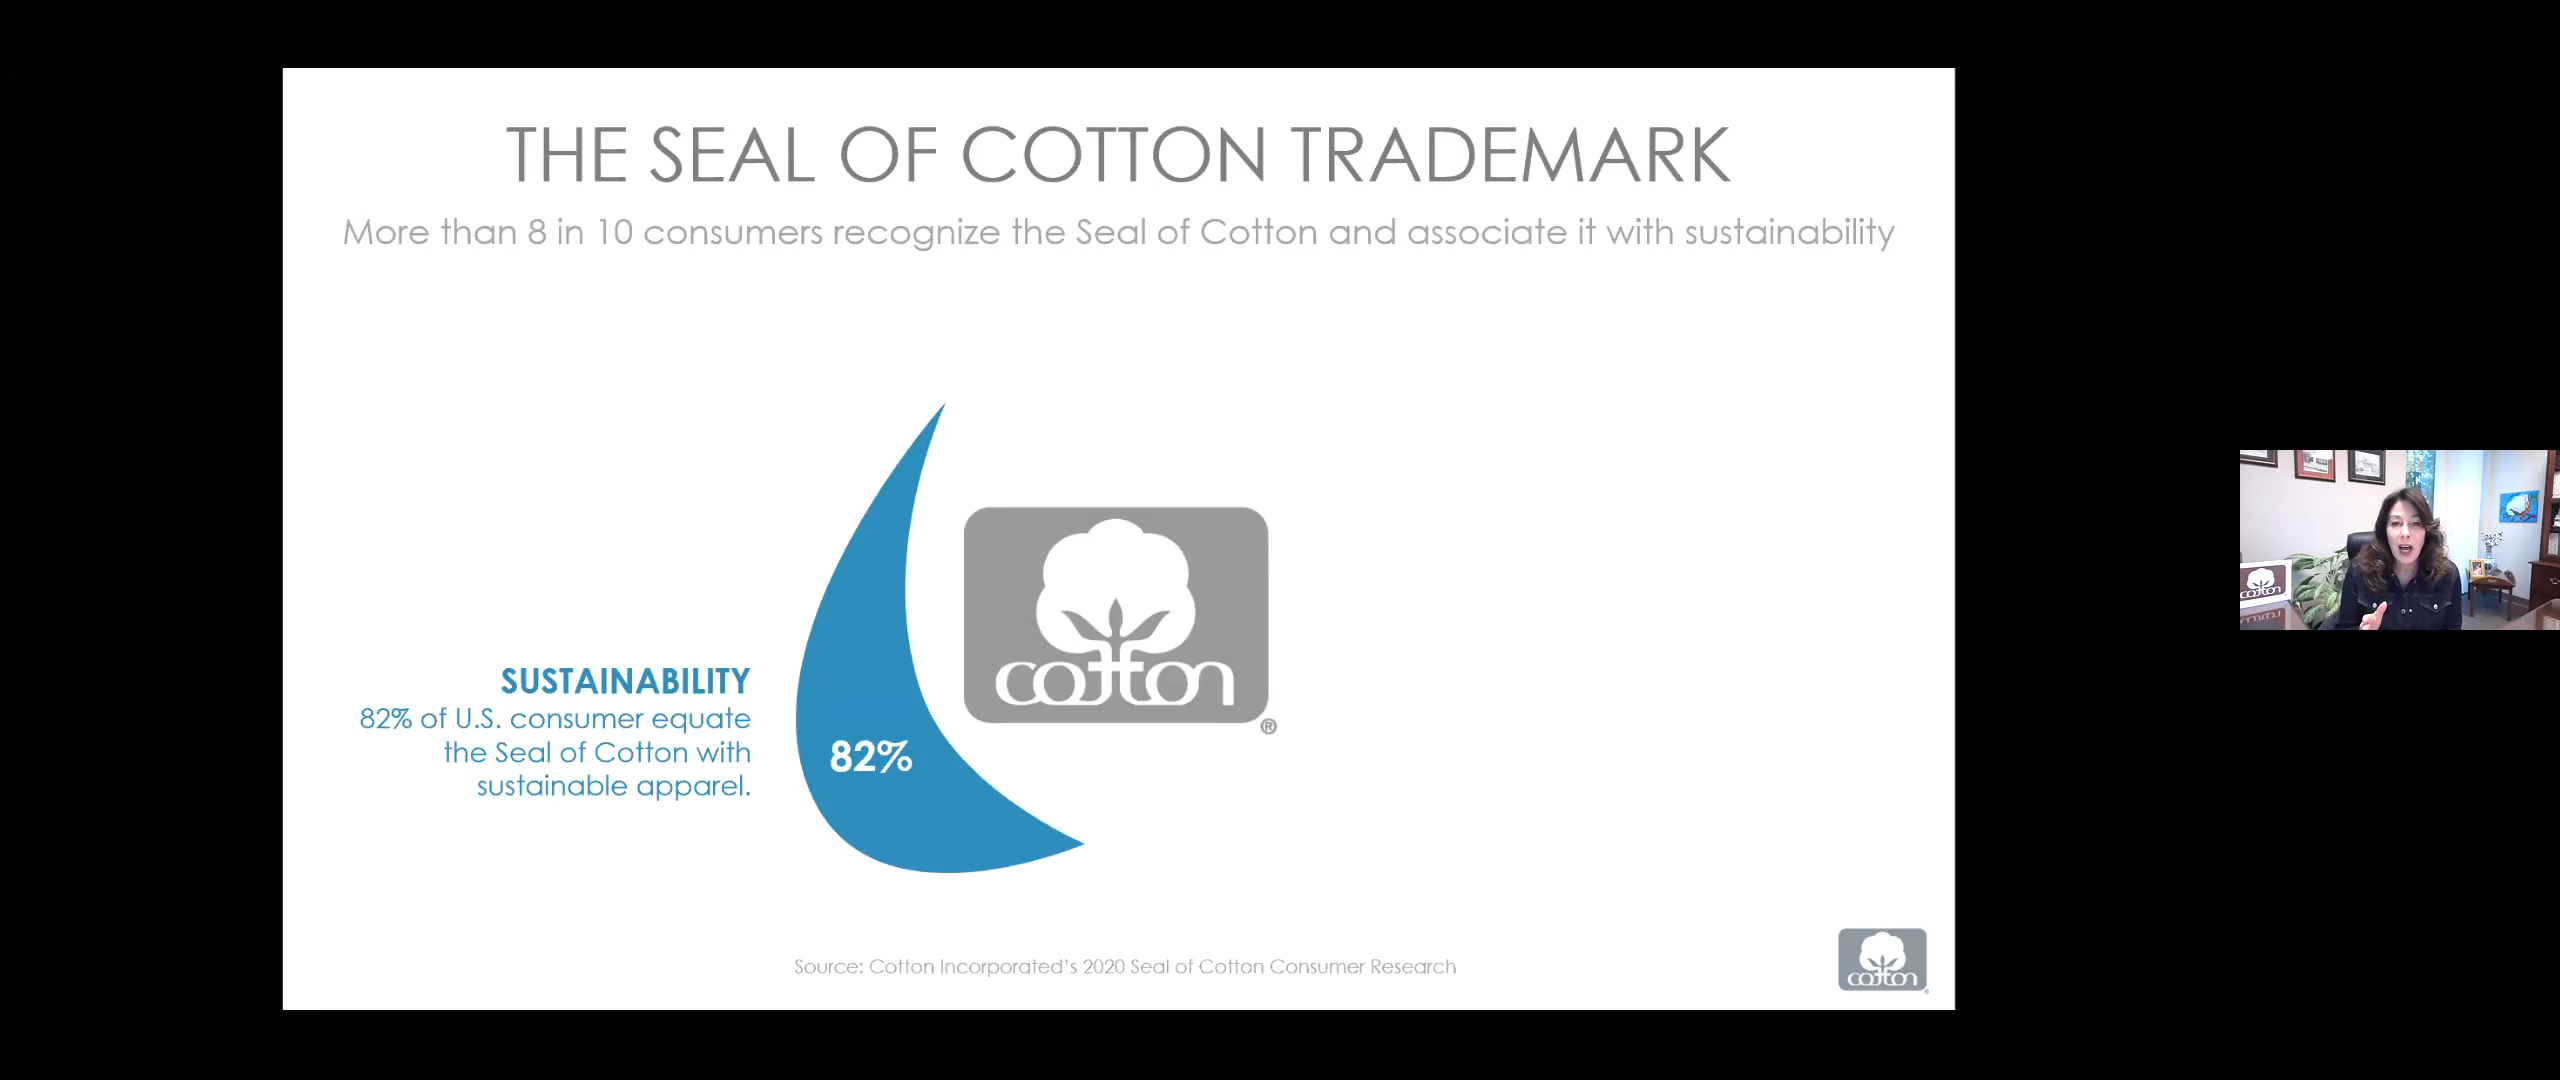 THE SEAL OF COTTON TRADEMARK
More than 8 in 10 consumers recognize the Seal of Cotton and associate it with sustainability
cotton
®
SUSTAINABILITY
82% of U.S. consumer equate
the Seal of Cotton with
sustainable apparel.
82%
Source: Cotton Incorporated's 2020 Seal of Cotton Consumer Research
cotton
cotton